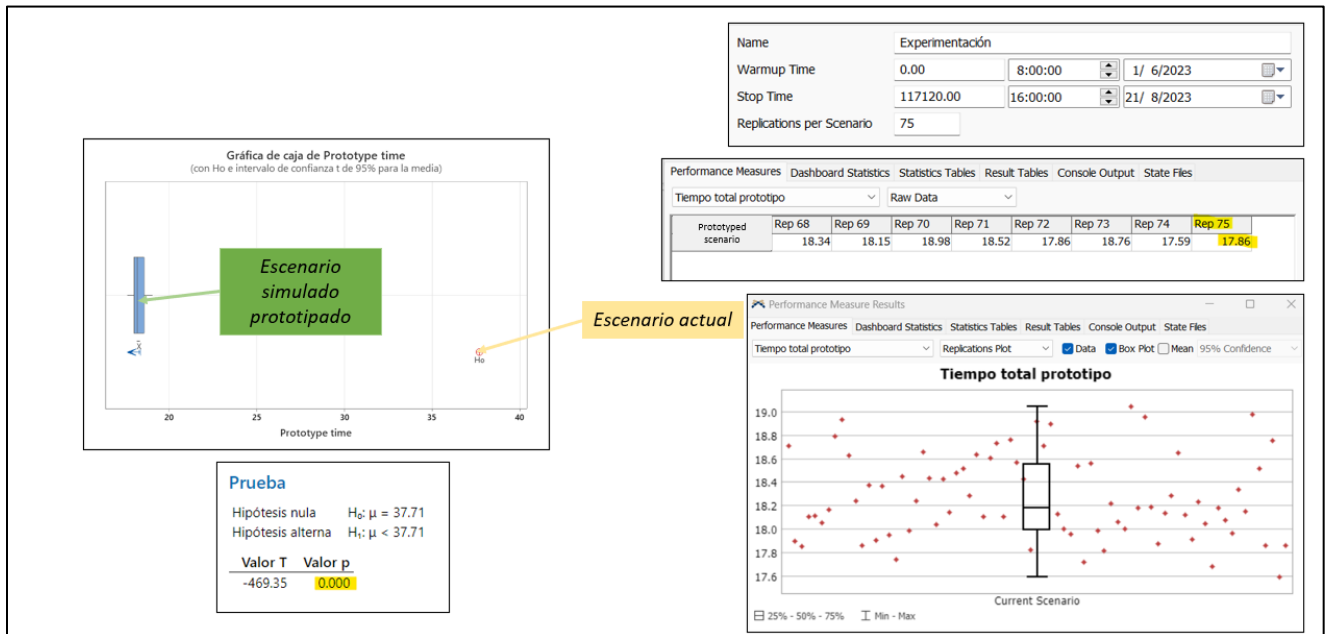 Name Experimentación
Warmup Time 0.00 8:00:00 1/ 6/2023
Stop Time 117120.00 16:00:00 21/ 8/2023
Replications per Scenario 75
Gráfica de caja de Prototype time
(con Ho e intervalo de confianza t de 95% para la media)
Escenario
simulado
prototipado
Ho
20 25 30 35 40
Prototype time
Escenario actual
Prueba
Hipótesis nula H₀: μ = 37.71
Hipótesis alterna H₁: μ < 37.71
Valor T Valor p
-469.35 0.000
Performance Measures Dashboard Statistics Statistics Tables Result Tables Console Output State Files
Tiempo total prototipo Raw Data
Prototyped
scenario
Rep 68 Rep 69 Rep 70 Rep 71 Rep 72 Rep 73 Rep 74 Rep 75
18.34 18.15 18.98 18.52 17.86 18.76 17.59 17.86
Performance Measure Results
Performance Measures Dashboard Statistics Statistics Tables Result Tables Console Output State Files
Tiempo total prototipo Replications Plot Data Box Plot Mean 95% Confidence
Tiempo total prototipo
19.0
18.8
18.6
18.4
18.2
18.0
17.8
17.6
Current Scenario
25% - 50% - 75% Min - Max